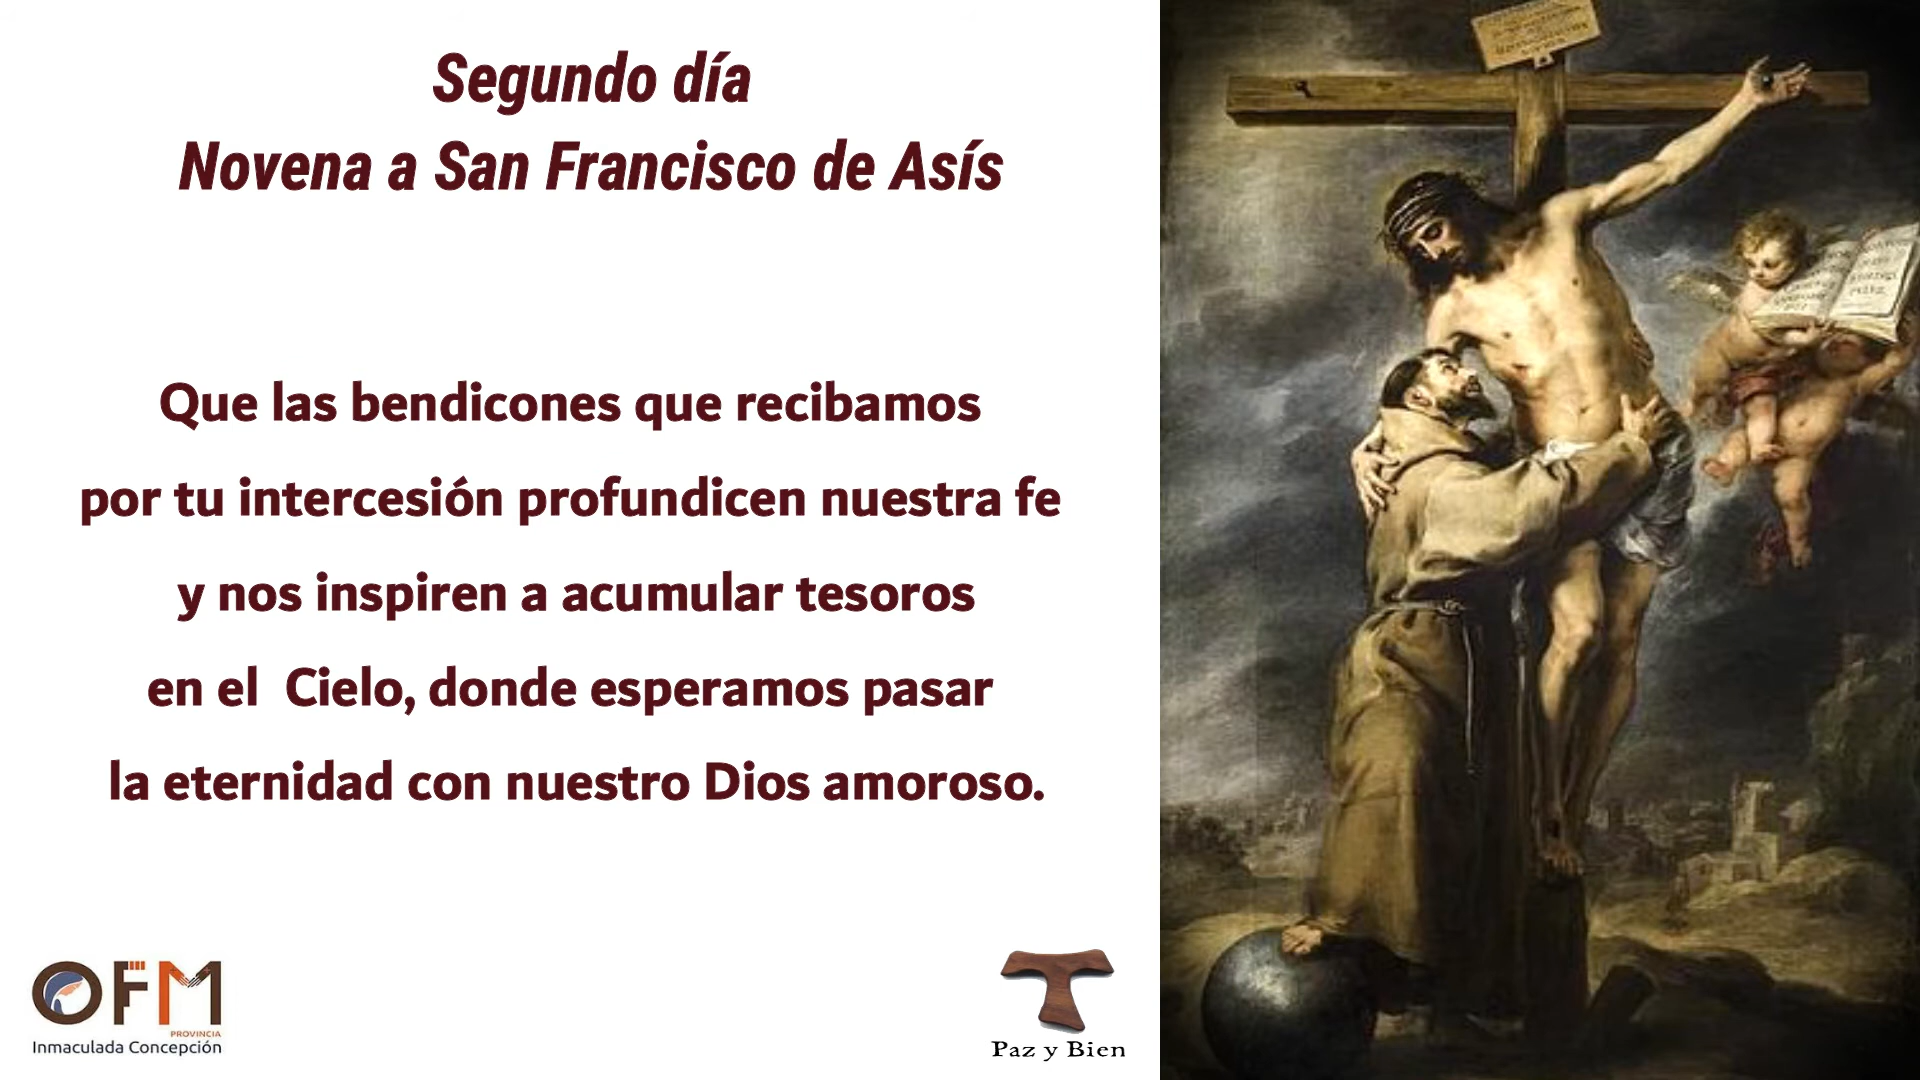 Segundo día
Novena a San Francisco de Asís
Que las bendicones que recibamos
por tu intercesión profundicen nuestra fe
y nos inspiren a acumular tesoros
en el Cielo, donde esperamos pasar
la eternidad con nuestro Dios amoroso.
OFM
PROVINCIA
Inmaculada Concepción
Paz y Bien